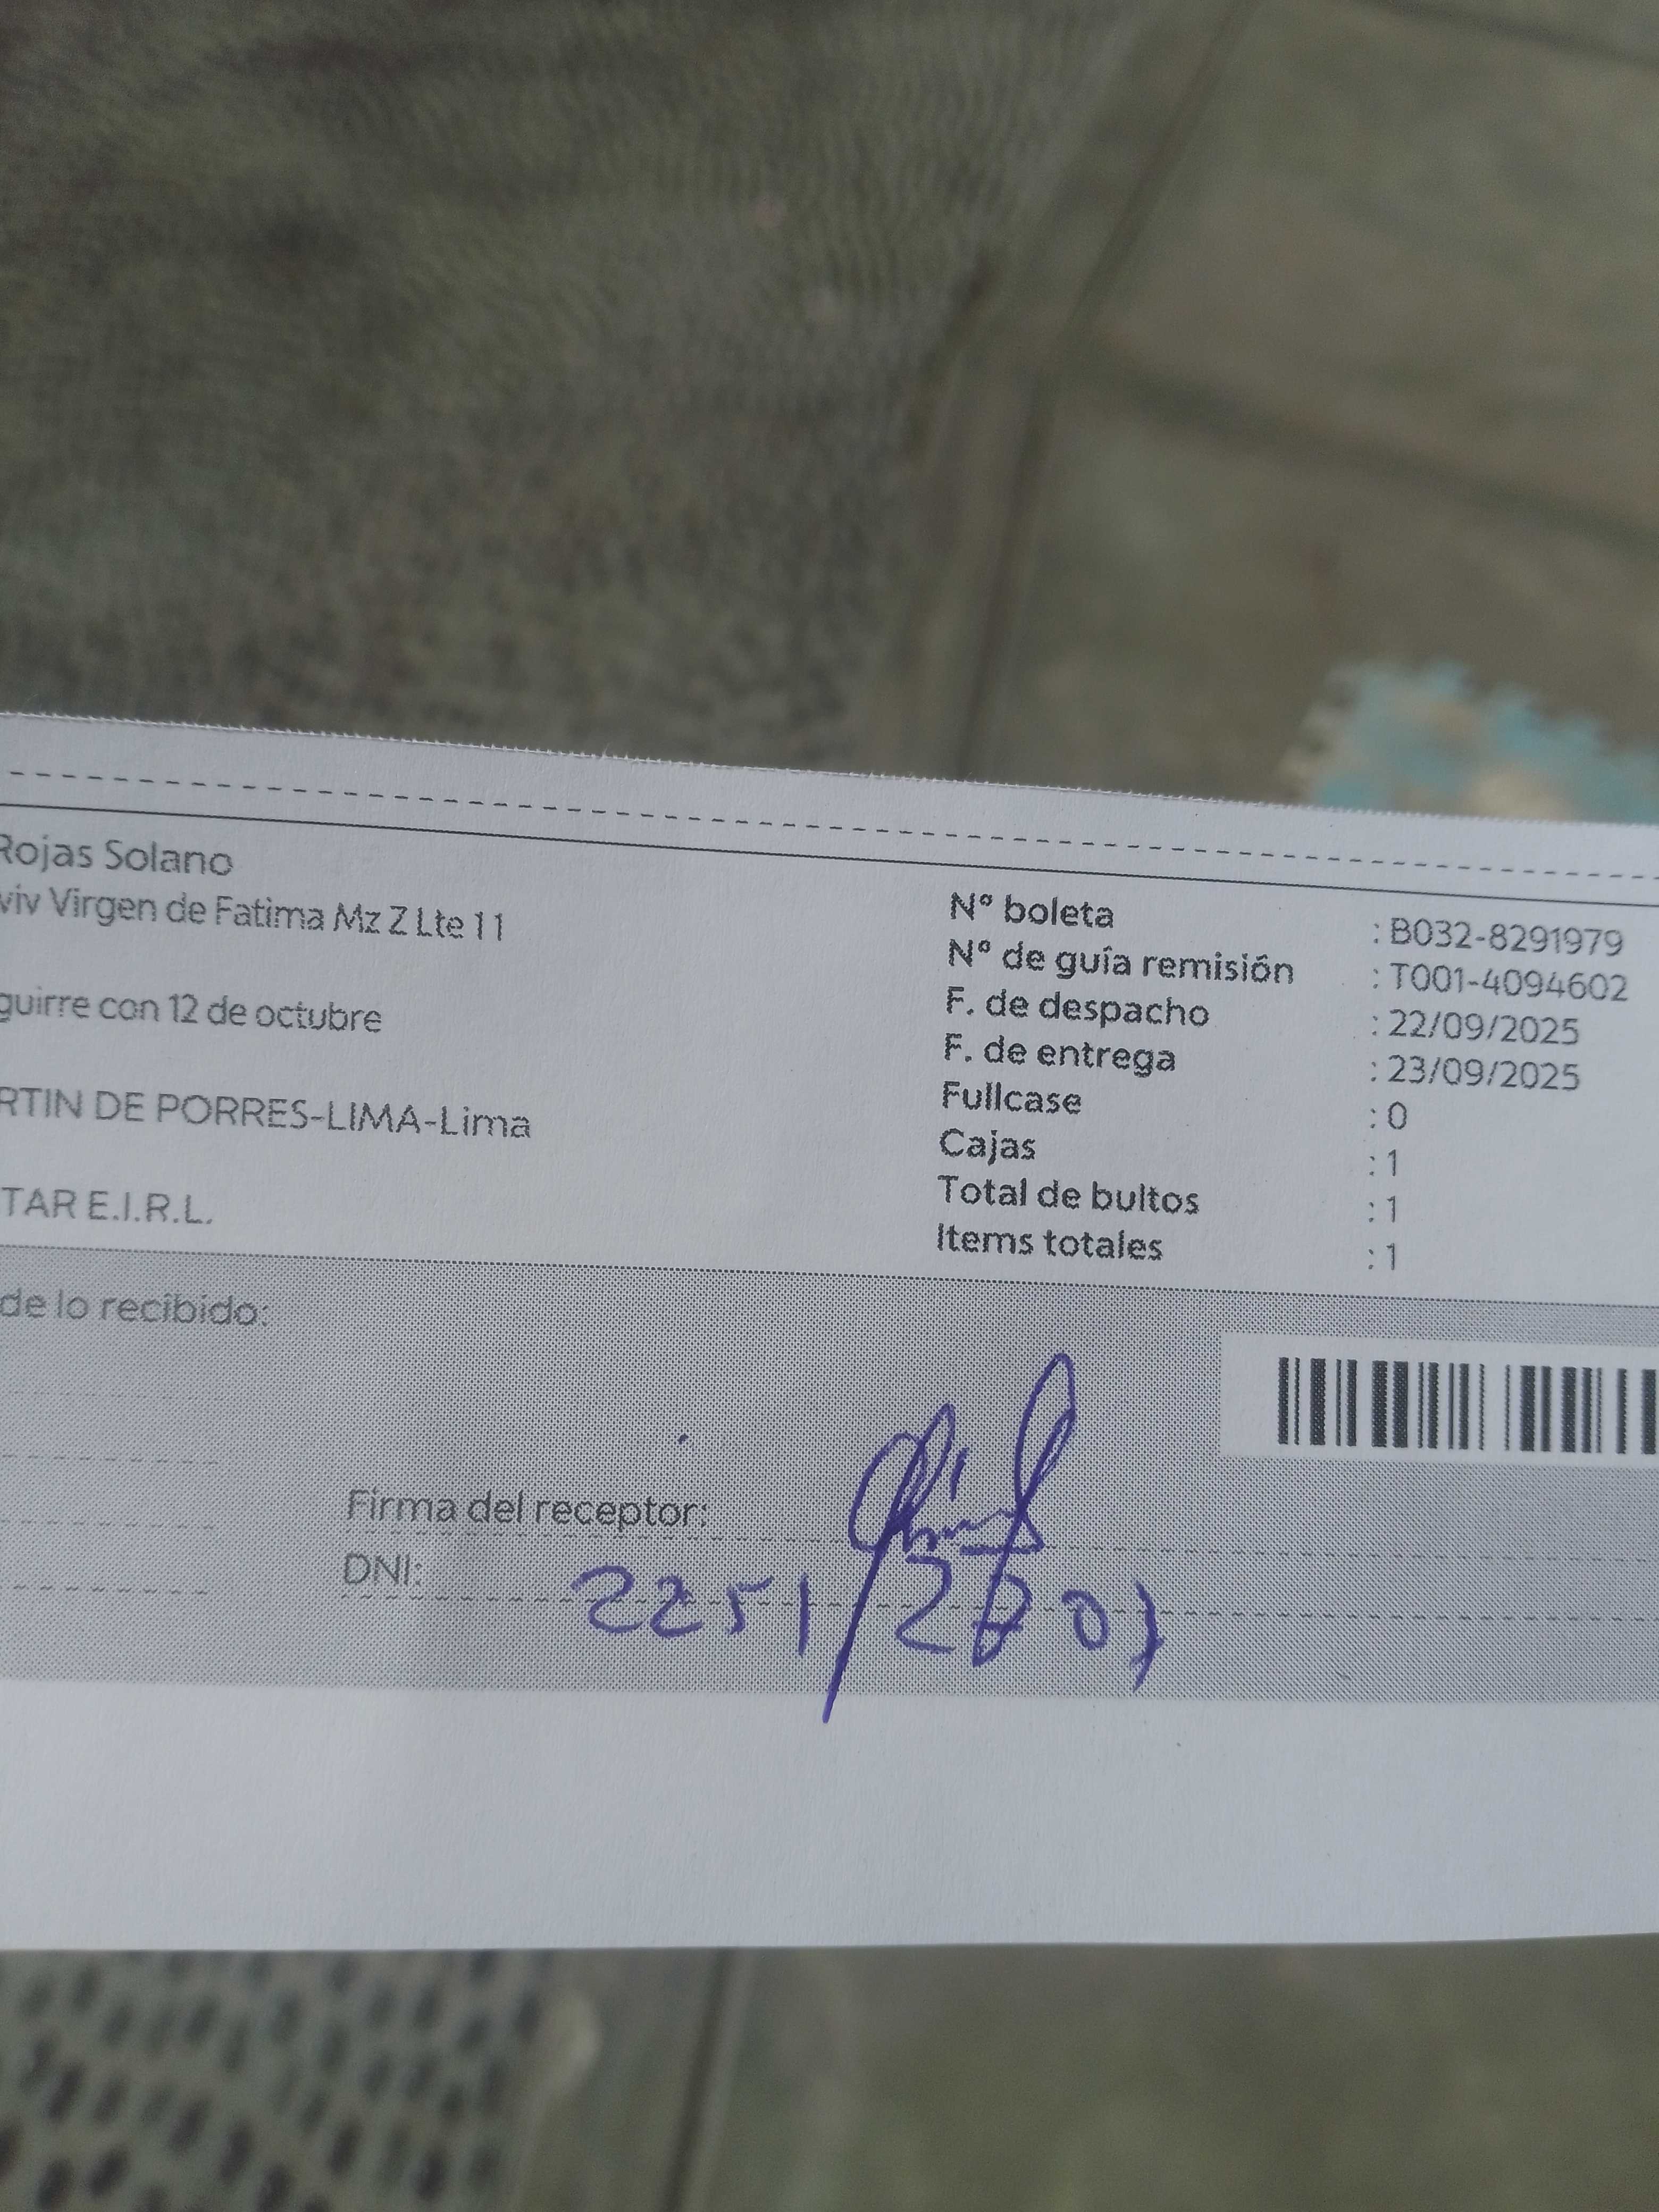 Rojas Solano
viv Virgen de Fatima Mz Z Lte 11
guirre con 12 de octubre
RTIN DE PORRES-LIMA-Lima
TAR E.I.R.L.
N° boleta : B032-8291979
N° de guía remisión : T001-4094602
F. de despacho : 22/09/2025
F. de entrega : 23/09/2025
Fullcase : 0
Cajas : 1
Total de bultos : 1
Items totales : 1
de lo recibido:
Firma del receptor:
DNI: